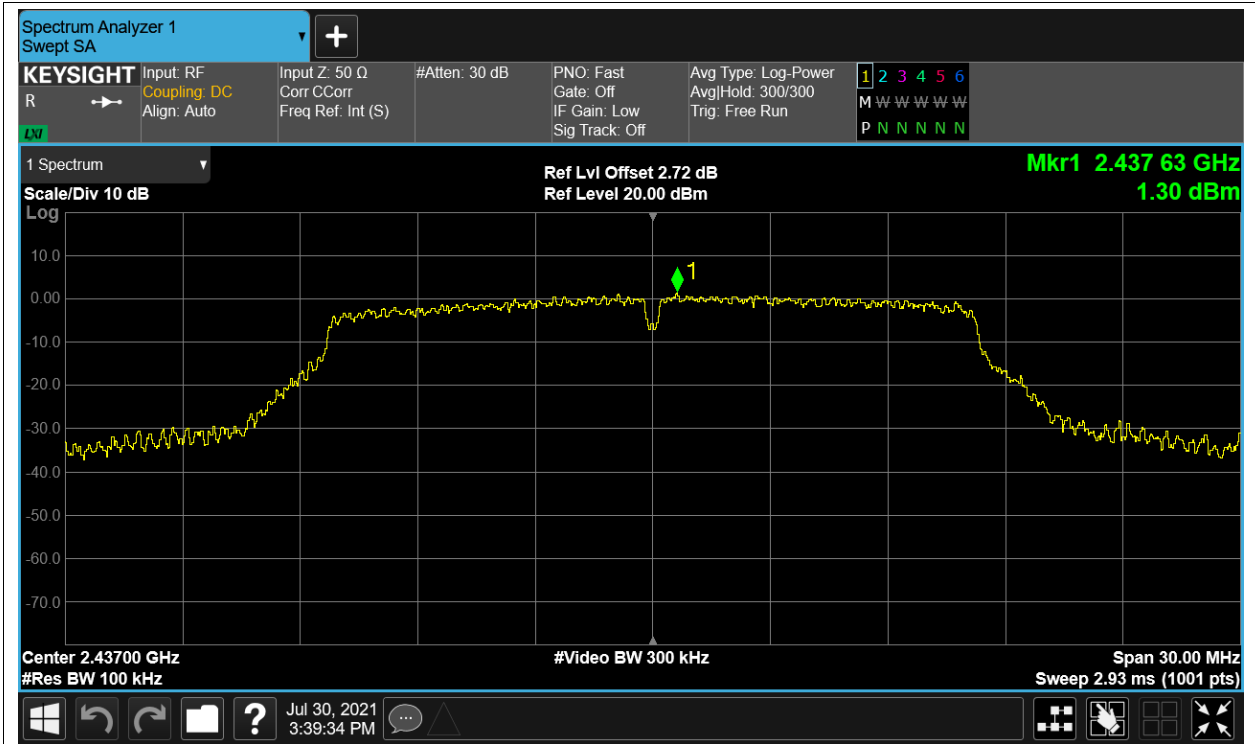 Spectrum Analyzer 1
Swept SA
+
KEYSIGHT
R
LXI
Input: RF
Coupling: DC
Align: Auto
Input Z: 50 Ω
Corr CCorr
Freq Ref: Int (S)
#Atten: 30 dB
PNO: Fast
Gate: Off
IF Gain: Low
Sig Track: Off
Avg Type: Log-Power
Avg|Hold: 300/300
Trig: Free Run
1 2 3 4 5 6
M W W W W W
P N N N N N
1 Spectrum
Scale/Div 10 dB
Log
Ref Lvl Offset 2.72 dB
Ref Level 20.00 dBm
Mkr1 2.437 63 GHz
1.30 dBm
1
10.0
0.00
-10.0
-20.0
-30.0
-40.0
-50.0
-60.0
-70.0
Center 2.43700 GHz
#Res BW 100 kHz
#Video BW 300 kHz
Span 30.00 MHz
Sweep 2.93 ms (1001 pts)
?
Jul 30, 2021
3:39:34 PM